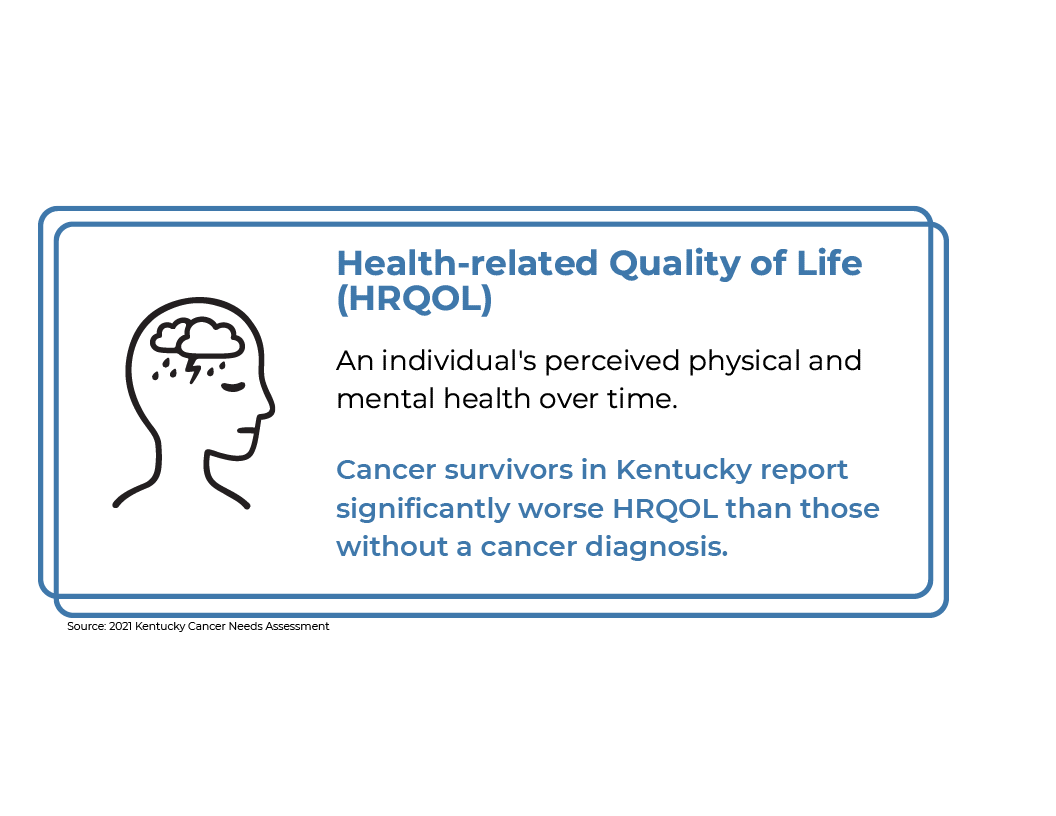 Health-related Quality of Life
(HRQOL)
An individual's perceived physical and
mental health over time.
Cancer survivors in Kentucky report
significantly worse HRQOL than those
without a cancer diagnosis.
Source: 2021 Kentucky Cancer Needs Assessment